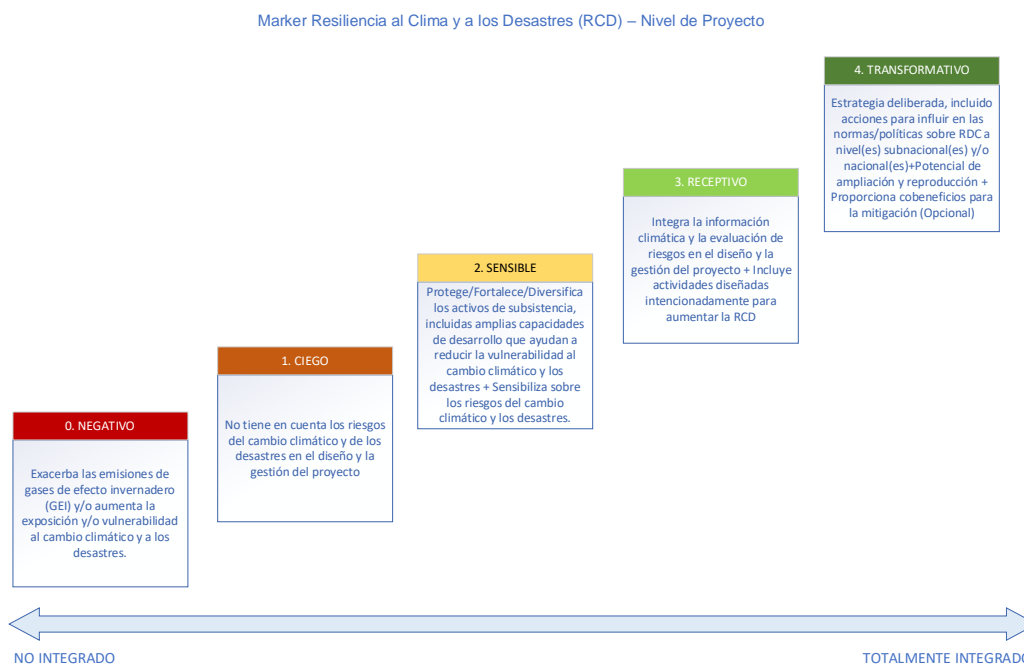 Marker Resiliencia al Clima y a los Desastres (RCD) – Nivel de Proyecto
4. TRANSFORMATIVO
Estrategia deliberada, incluido
acciones para influir en las
normas/políticas sobre RDC a
nivel(es) subnacional(es) y/o
nacional(es)+Potencial de
ampliación y reproducción +
Proporciona cobeneficios para
la mitigación (Opcional)
3. RECEPTIVO
Integra la información
climática y la evaluación de
riesgos en el diseño y la
gestión del proyecto + Incluye
actividades diseñadas
intencionadamente para
aumentar la RCD
2. SENSIBLE
Protege/Fortalece/Diversifica
los activos de subsistencia,
incluidas amplias capacidades
de desarrollo que ayudan a
reducir la vulnerabilidad al
cambio climático y los
desastres + Sensibiliza sobre
los riesgos del cambio
climático y los desastres.
1. CIEGO
No tiene en cuenta los riesgos
del cambio climático y de los
desastres en el diseño y la
gestión del proyecto
0. NEGATIVO
Exacerba las emisiones de
gases de efecto invernadero
(GEI) y/o aumenta la
exposición y/o vulnerabilidad
al cambio climático y a los
desastres.
NO INTEGRADO
TOTALMENTE INTEGRADO